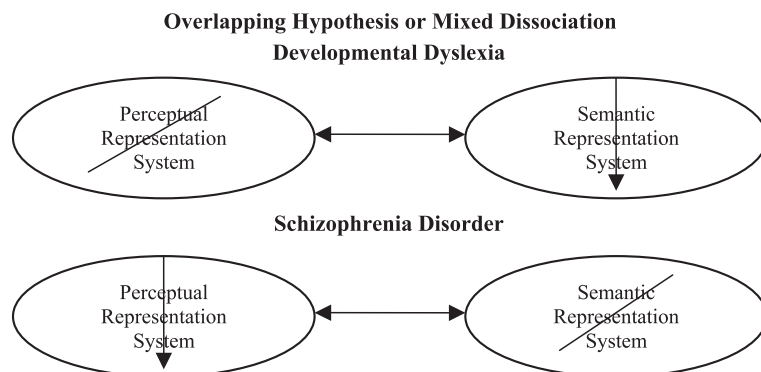 Overlapping Hypothesis or Mixed Dissociation
Developmental Dyslexia
Perceptual
Representation
System
Semantic
Representation
System
Schizophrenia Disorder
Perceptual
Representation
System
Semantic
Representation
System